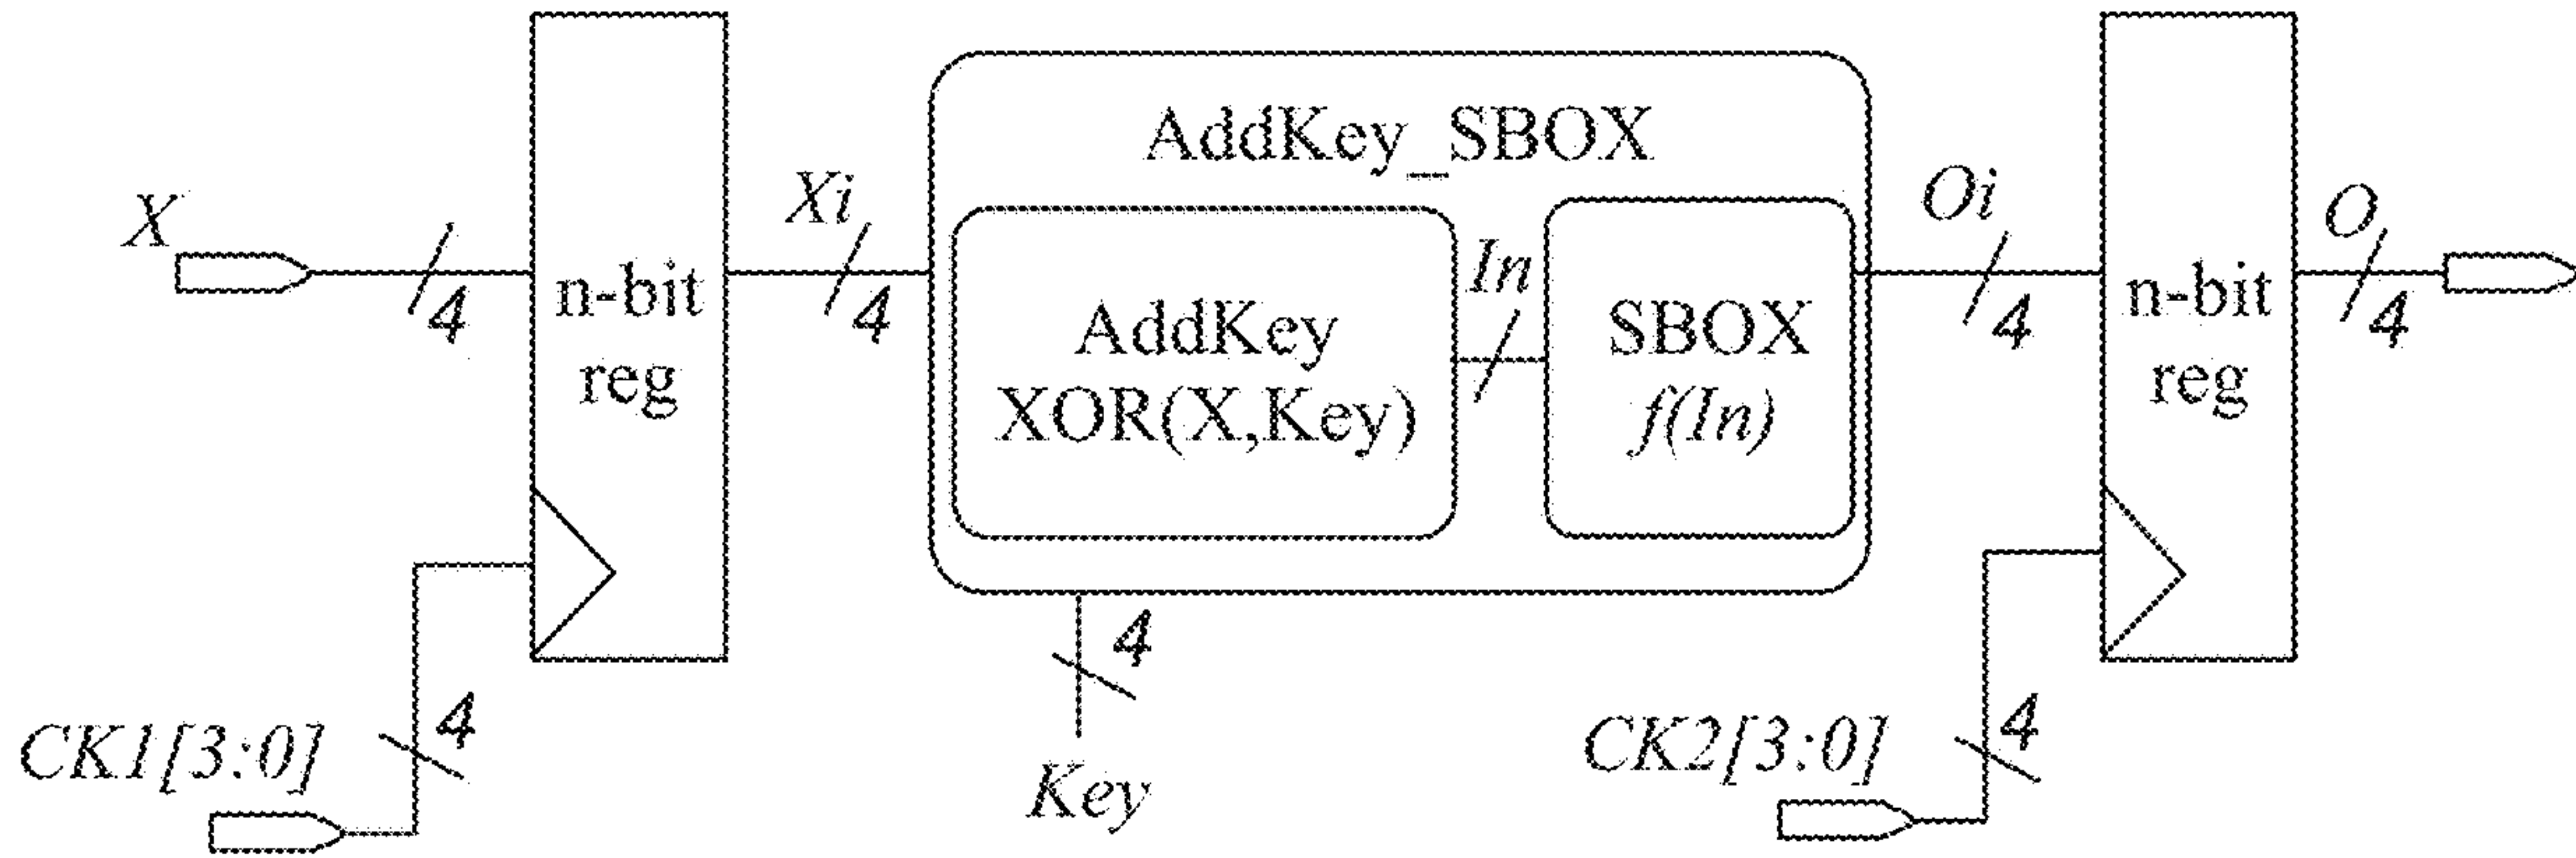 X
4
n-bit
reg
CK1[3:0]
4
Xi
4
AddKey_SBOX
AddKey
XOR(X,Key)
In
SBOX
f(In)
4
Key
Oi
4
n-bit
reg
CK2[3:0]
4
O
4